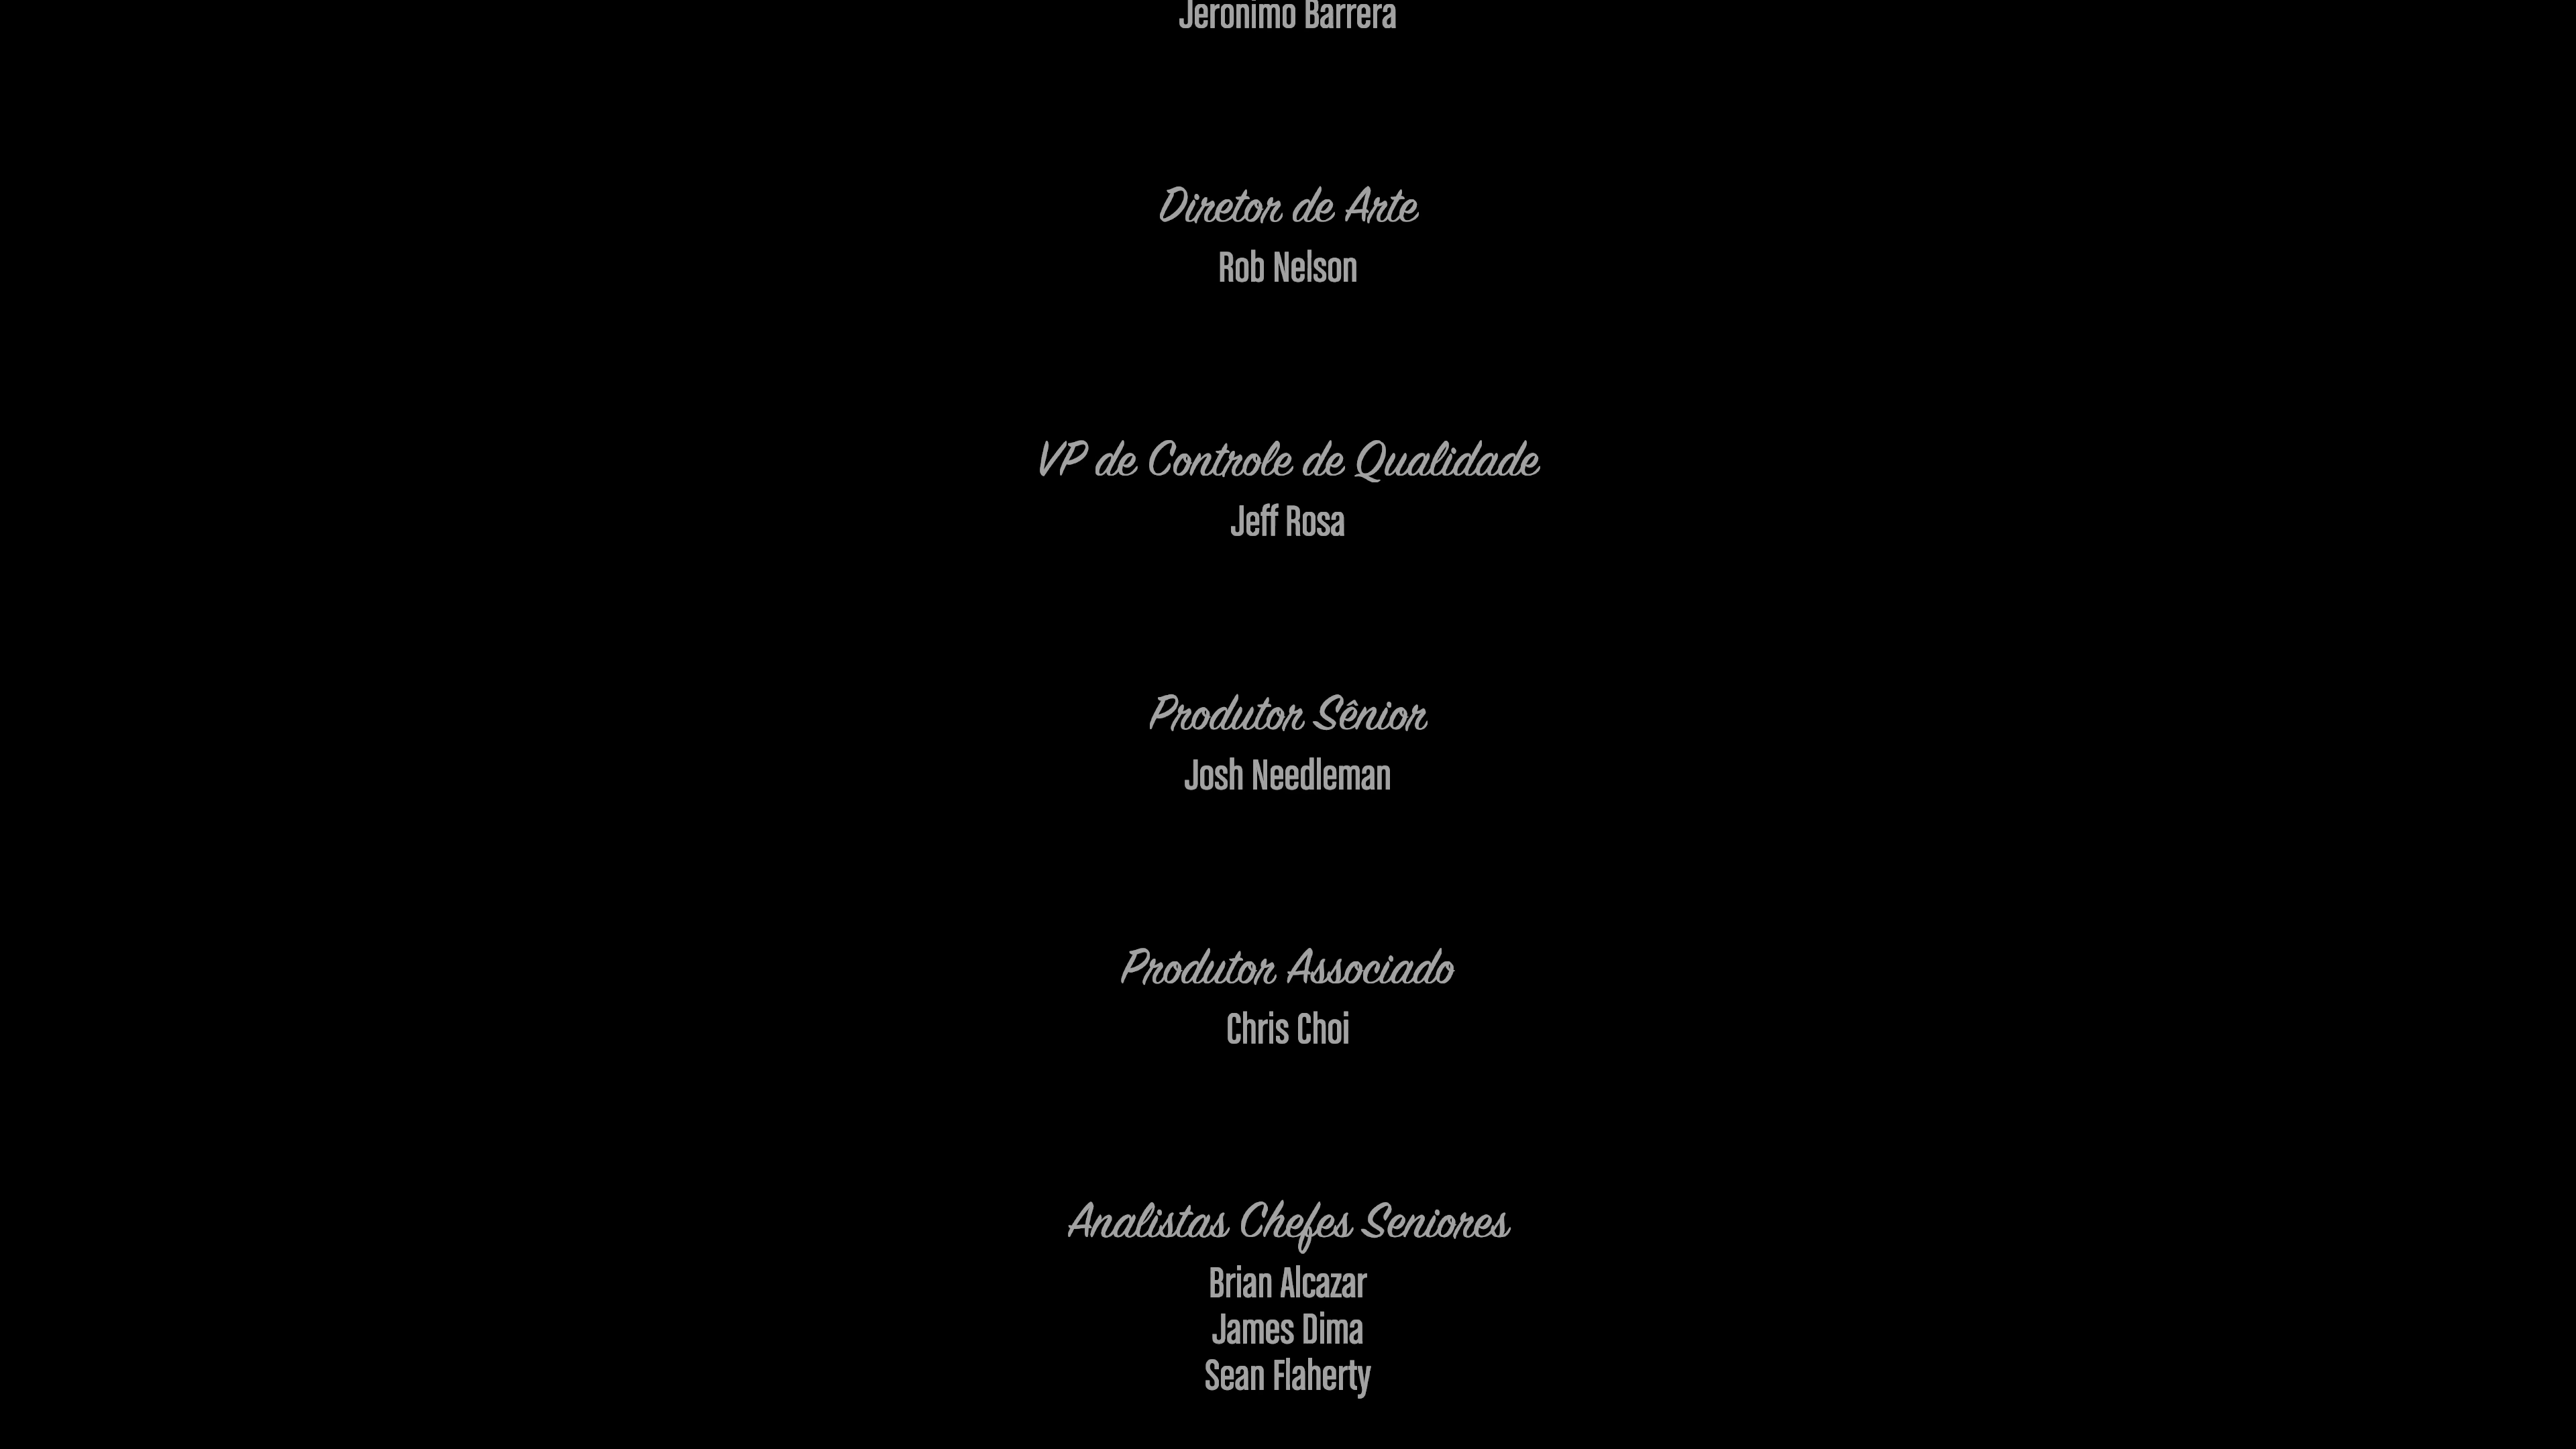 Jeronimo Barrera
Diretor de Arte
Rob Nelson
VP de Controle de Qualidade
Jeff Rosa
Produtor Sênior
Josh Needleman
Produtor Associado
Chris Choi
Analistas Chefes Seniores
Brian Alcazar
James Dima
Sean Flaherty